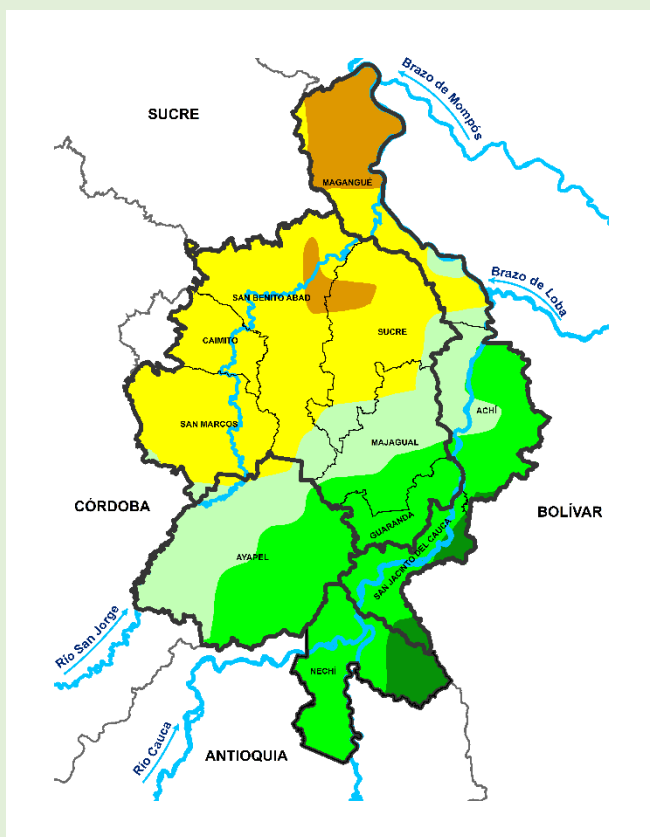 Brazo de Mompós
SUCRE
MAGANGUÉ
Brazo de Loba
SAN BENITO ABAD
SUCRE
CAIMITO
ACHÍ
SAN MARCOS
MAJAGUAL
CÓRDOBA
BOLÍVAR
GUARANDA
AYAPEL
SAN JACINTO DEL CAUCA
Río San Jorge
NECHÍ
Río Cauca
ANTIOQUIA